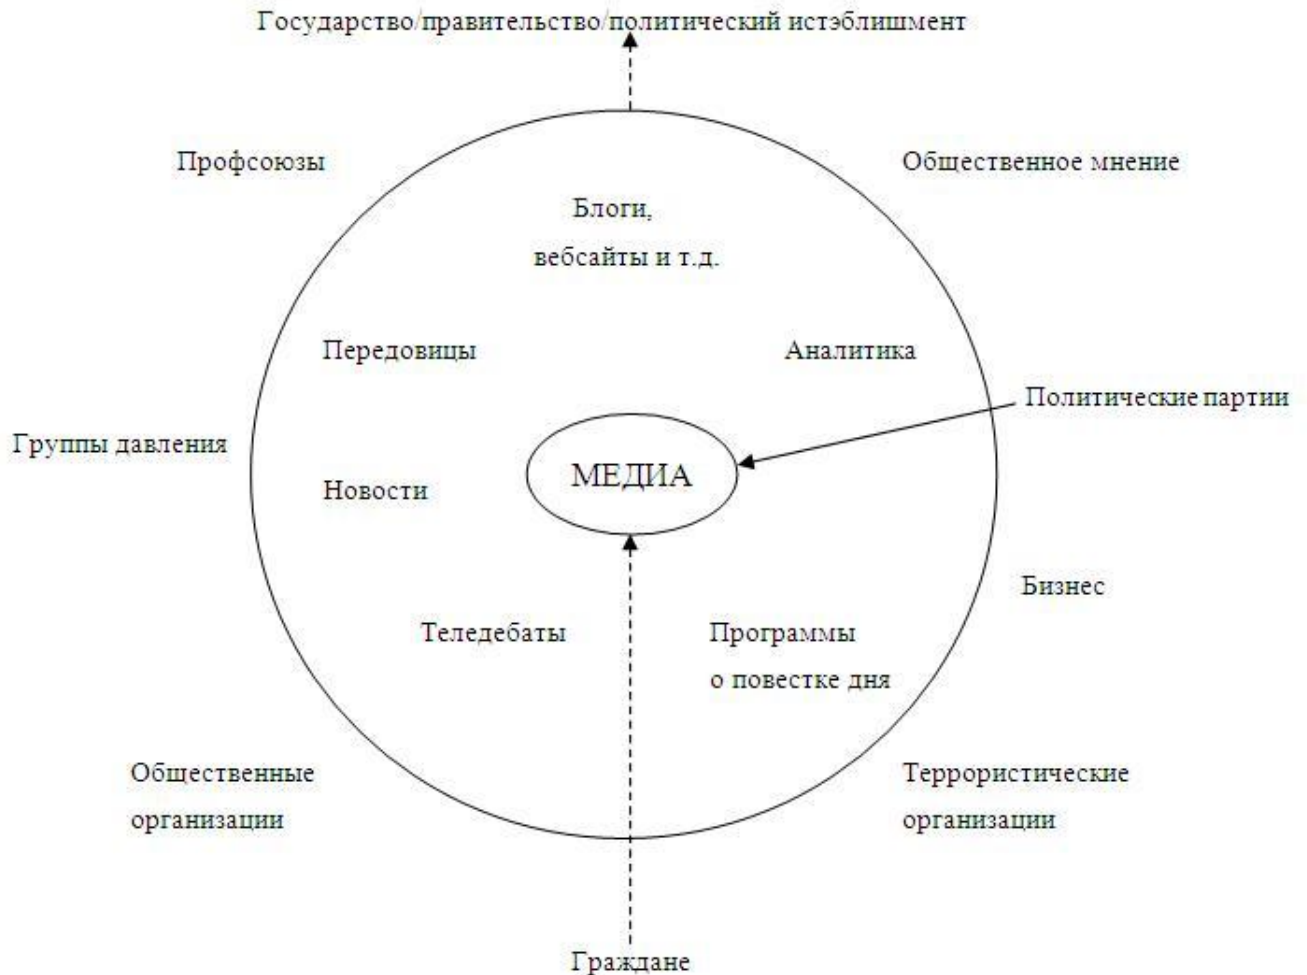 Государство/правительство/политический истэблишмент
Профсоюзы
Общественное мнение
Блоги,
вебсайты и т.д.
Передовицы
Аналитика
Политические партии
Группы давления
МЕДИА
Новости
Бизнес
Теледебаты
Программы
о повестке дня
Общественные
организации
Террористические
организации
Граждане